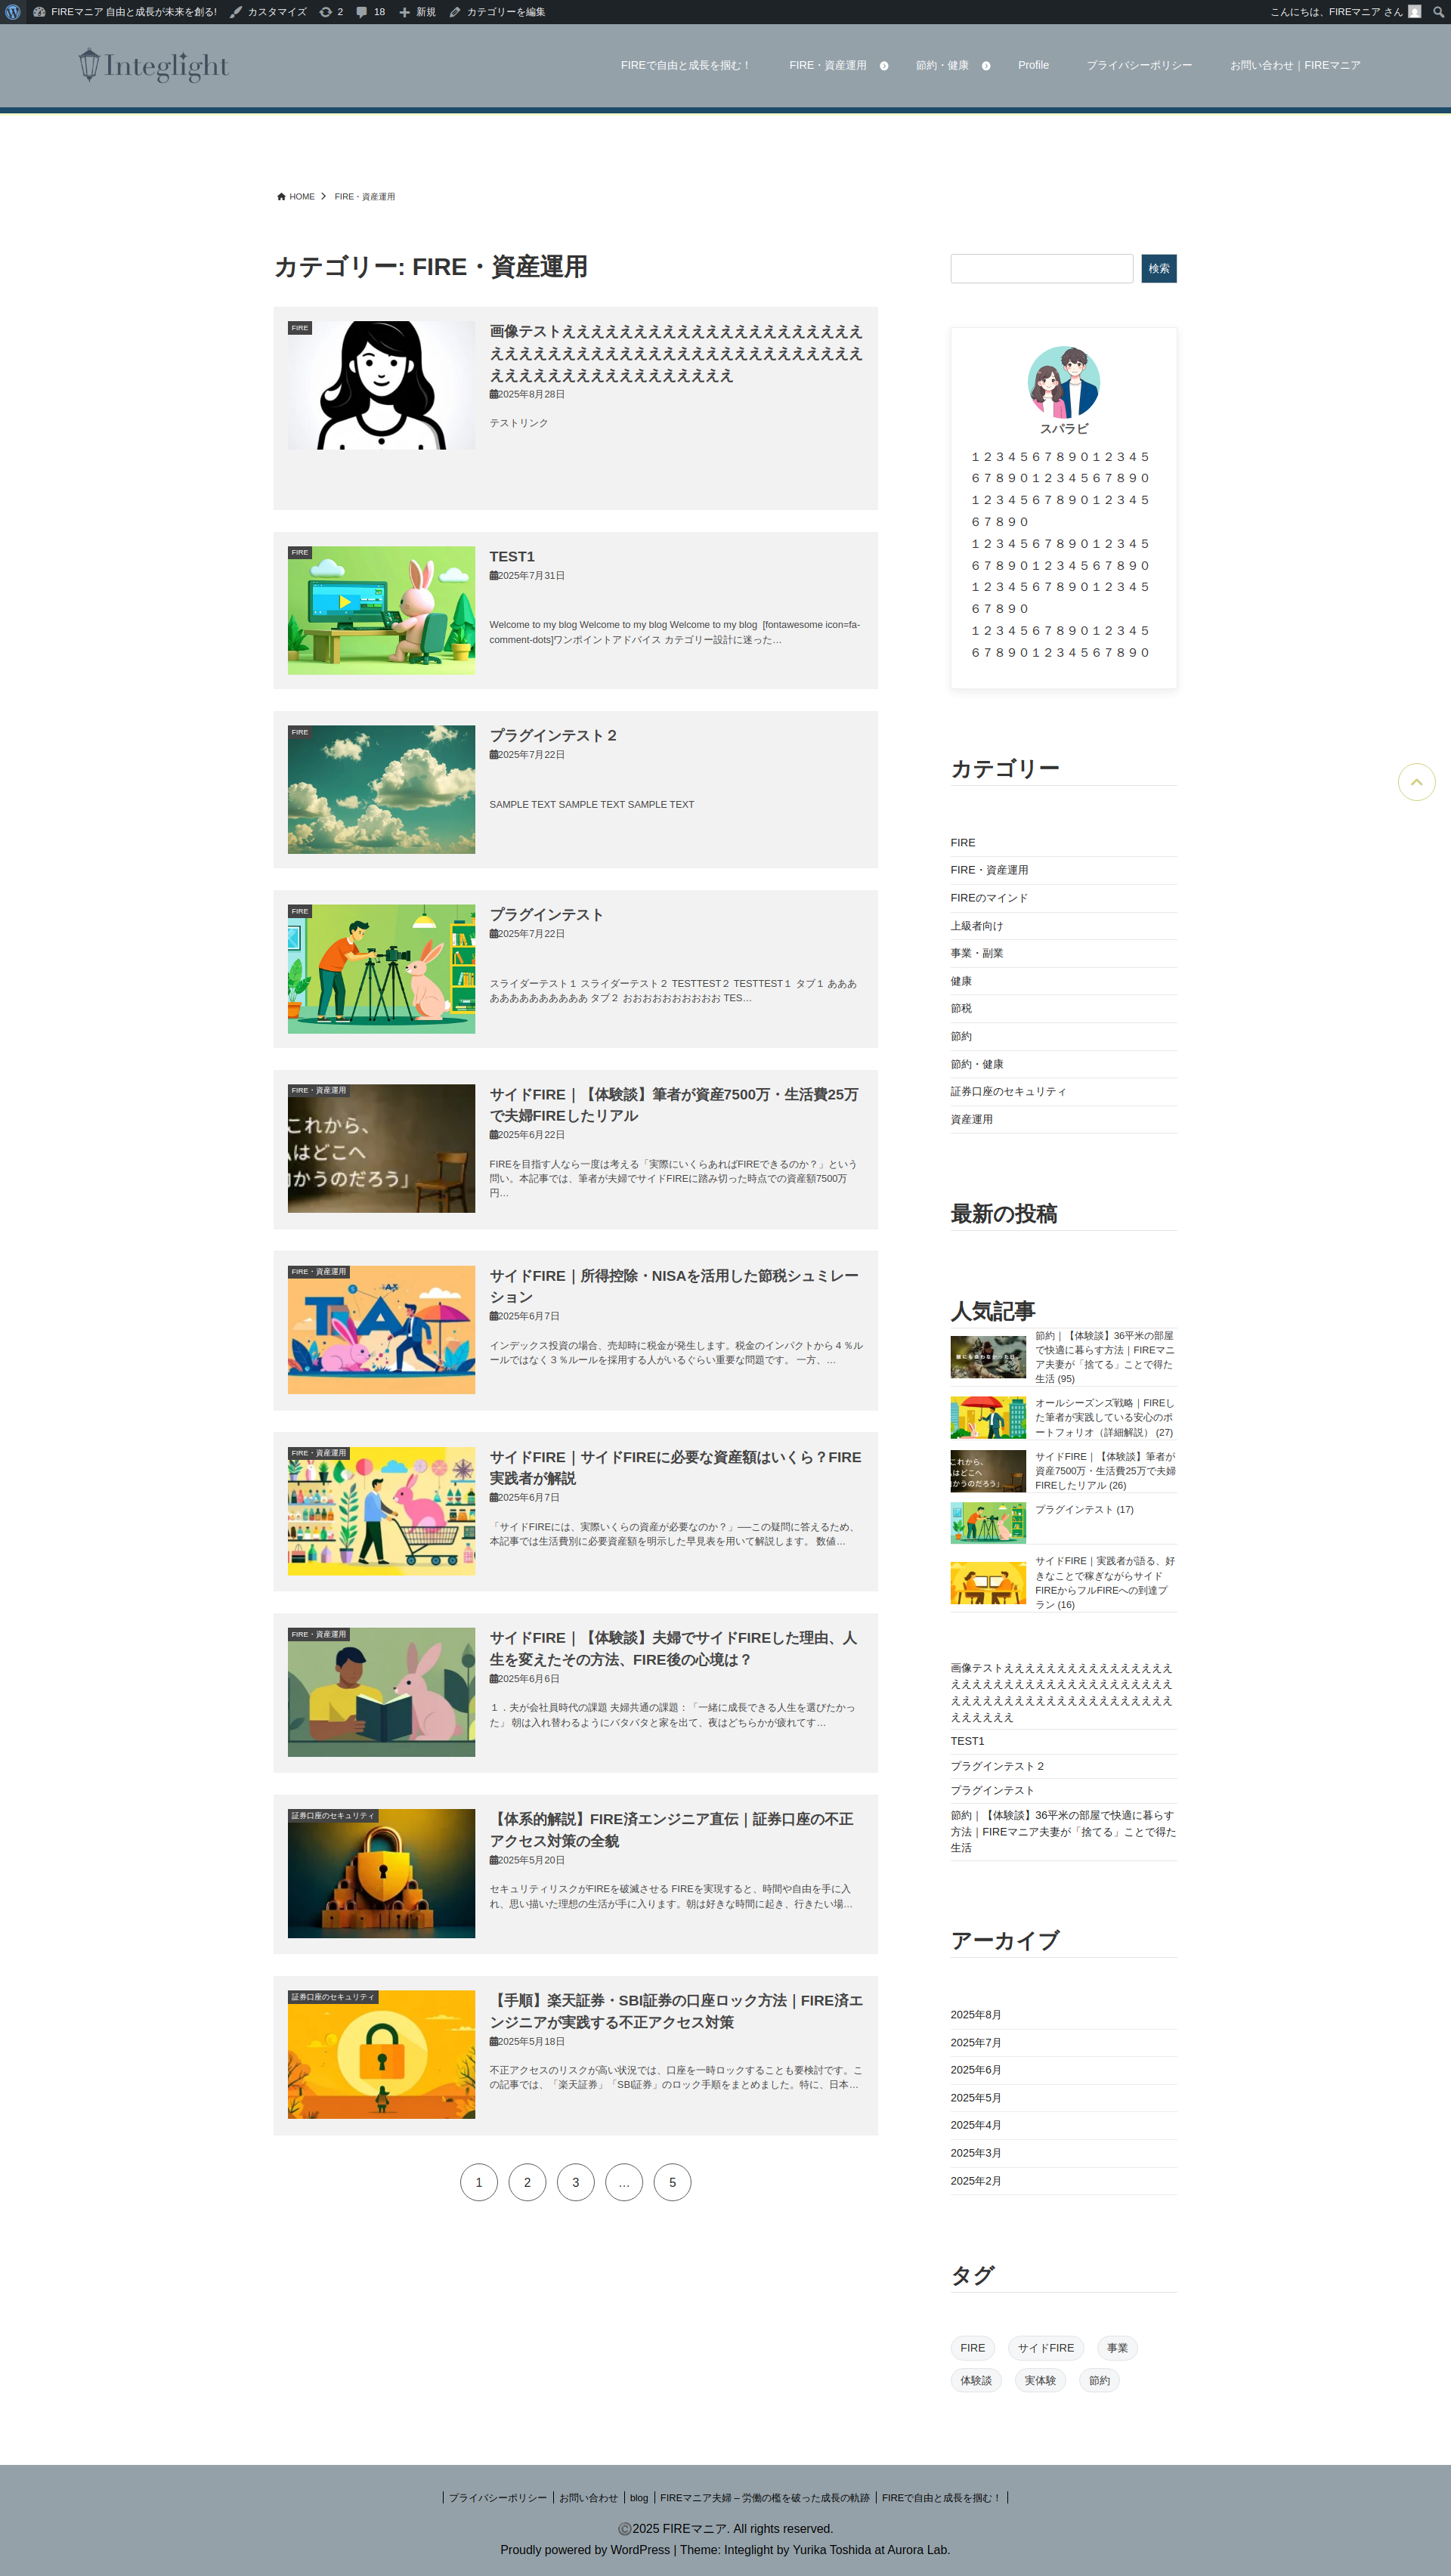 FIREマニア 自由と成長が未来を創る!
カスタマイズ
2
18
新規
カテゴリーを編集
こんにちは、FIREマニア さん
Integlight
FIREで自由と成長を掴む！
FIRE・資産運用
節約・健康
Profile
プライバシーポリシー
お問い合わせ｜FIREマニア
HOME
FIRE・資産運用
カテゴリー: FIRE・資産運用
FIRE
画像テストえええええええええええええええええええええ
ええええええええええええええええええええええええええ
えええええええええええええええええ
2025年8月28日
テストリンク
FIRE
TEST1
2025年7月31日
Welcome to my blog Welcome to my blog Welcome to my blog [fontawesome icon=fa-
comment-dots]ワンポイントアドバイス カテゴリー設計に迷った…
FIRE
プラグインテスト２
2025年7月22日
SAMPLE TEXT SAMPLE TEXT SAMPLE TEXT
FIRE
プラグインテスト
2025年7月22日
スライダーテスト１ スライダーテスト２ TESTTEST２ TESTTEST１ タブ１ あああ
あああああああああああ タブ２ おおおおおおおおおお TES…
FIRE・資産運用
これから、
私はどこへ
向かうのだろう」
サイドFIRE｜【体験談】筆者が資産7500万・生活費25万
で夫婦FIREしたリアル
2025年6月22日
FIREを目指す人なら一度は考える「実際にいくらあればFIREできるのか？」という
問い。本記事では、筆者が夫婦でサイドFIREに踏み切った時点での資産額7500万
円…
FIRE・資産運用
サイドFIRE｜所得控除・NISAを活用した節税シュミレー
ション
2025年6月7日
インデックス投資の場合、売却時に税金が発生します。税金のインパクトから４％ル
ールではなく３％ルールを採用する人がいるぐらい重要な問題です。 一方、…
FIRE・資産運用
サイドFIRE｜サイドFIREに必要な資産額はいくら？FIRE
実践者が解説
2025年6月7日
「サイドFIREには、実際いくらの資産が必要なのか？」──この疑問に答えるため、
本記事では生活費別に必要資産額を明示した早見表を用いて解説します。 数値…
FIRE・資産運用
サイドFIRE｜【体験談】夫婦でサイドFIREした理由、人
生を変えたその方法、FIRE後の心境は？
2025年6月6日
１．夫が会社員時代の課題 夫婦共通の課題：「一緒に成長できる人生を選びたかっ
た」 朝は入れ替わるようにバタバタと家を出て、夜はどちらかが疲れてす…
証券口座のセキュリティ
【体系的解説】FIRE済エンジニア直伝｜証券口座の不正
アクセス対策の全貌
2025年5月20日
セキュリティリスクがFIREを破滅させる FIREを実現すると、時間や自由を手に入
れ、思い描いた理想の生活が手に入ります。朝は好きな時間に起き、行きたい場…
証券口座のセキュリティ
【手順】楽天証券・SBI証券の口座ロック方法｜FIRE済エ
ンジニアが実践する不正アクセス対策
2025年5月18日
不正アクセスのリスクが高い状況では、口座を一時ロックすることも要検討です。こ
の記事では、「楽天証券」「SBI証券」のロック手順をまとめました。特に、日本…
1
2
3
…
5
検索
スパラビ
１２３４５６７８９０１２３４５
６７８９０１２３４５６７８９０
１２３４５６７８９０１２３４５
６７８９０
１２３４５６７８９０１２３４５
６７８９０１２３４５６７８９０
１２３４５６７８９０１２３４５
６７８９０
１２３４５６７８９０１２３４５
６７８９０１２３４５６７８９０
カテゴリー
FIRE
FIRE・資産運用
FIREのマインド
上級者向け
事業・副業
健康
節税
節約
節約・健康
証券口座のセキュリティ
資産運用
最新の投稿
人気記事
節約｜【体験談】36平米の部屋
で快適に暮らす方法｜FIREマニ
ア夫妻が「捨てる」ことで得た
生活 (95)
オールシーズンズ戦略｜FIREし
た筆者が実践している安心のポ
ートフォリオ（詳細解説） (27)
サイドFIRE｜【体験談】筆者が
資産7500万・生活費25万で夫婦
FIREしたリアル (26)
プラグインテスト (17)
サイドFIRE｜実践者が語る、好
きなことで稼ぎながらサイド
FIREからフルFIREへの到達プ
ラン (16)
画像テストええええええええええええええええ
えええええええええええええええええええええ
えええええええええええええええええええええ
ええええええ
TEST1
プラグインテスト２
プラグインテスト
節約｜【体験談】36平米の部屋で快適に暮らす
方法｜FIREマニア夫妻が「捨てる」ことで得た
生活
アーカイブ
2025年8月
2025年7月
2025年6月
2025年5月
2025年4月
2025年3月
2025年2月
タグ
FIRE
サイドFIRE
事業
体験談
実体験
節約
プライバシーポリシー
お問い合わせ
blog
FIREマニア夫婦 – 労働の檻を破った成長の軌跡
FIREで自由と成長を掴む！
©2025 FIREマニア. All rights reserved.
Proudly powered by WordPress | Theme: Integlight by Yurika Toshida at Aurora Lab.